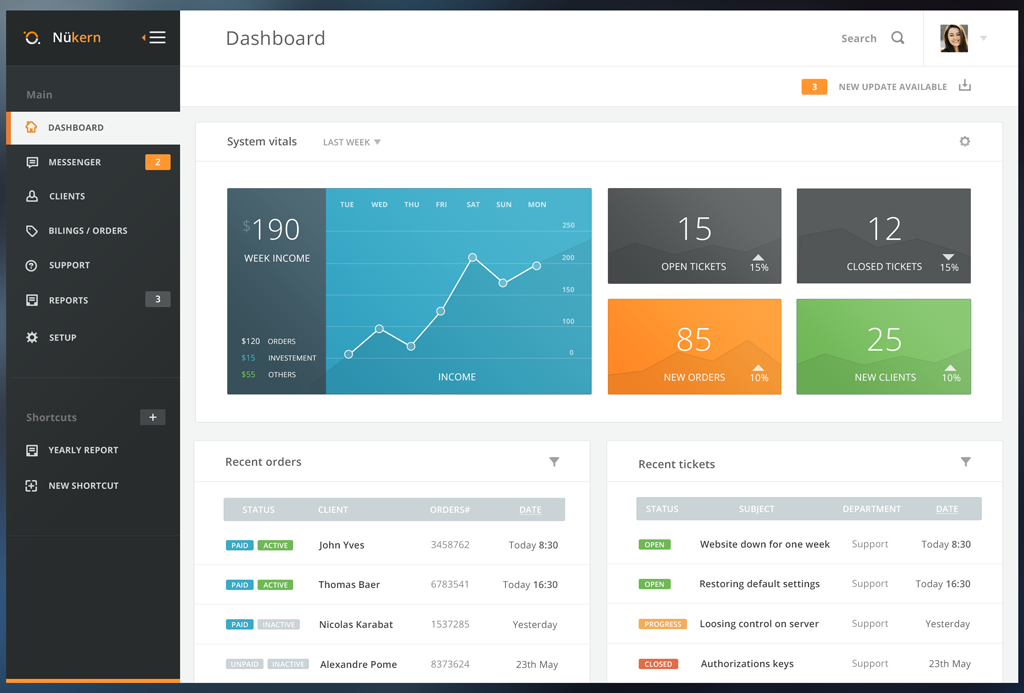 Nükern
Dashboard
Search
3 NEW UPDATE AVAILABLE
Main
DASHBOARD
MESSENGER 2
CLIENTS
BILINGS / ORDERS
SUPPORT
REPORTS 3
SETUP
Shortcuts +
YEARLY REPORT
NEW SHORTCUT
System vitals LAST WEEK
$190
WEEK INCOME
$120 ORDERS
$15 INVESTEMENT
$55 OTHERS
TUE WED THU FRI SAT SUN MON
250
200
150
100
0
INCOME
15
OPEN TICKETS 15%
12
CLOSED TICKETS 15%
85
NEW ORDERS 10%
25
NEW CLIENTS 10%
Recent orders
STATUS CLIENT ORDERS# DATE
PAID ACTIVE John Yves 3458762 Today 8:30
PAID ACTIVE Thomas Baer 6783541 Today 16:30
PAID INACTIVE Nicolas Karabat 1537285 Yesterday
UNPAID INACTIVE Alexandre Pome 8373624 23th May
Recent tickets
STATUS SUBJECT DEPARTMENT DATE
OPEN Website down for one week Support Today 8:30
OPEN Restoring default settings Support Today 16:30
PROGRESS Loosing control on server Support Yesterday
CLOSED Authorizations keys Support 23th May